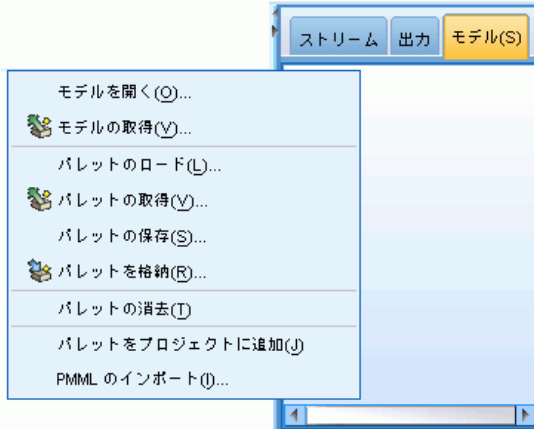 ストリーム 出力 モデル(S)
モデルを開く(O)...
モデルの取得(V)...
パレットのロード(L)...
パレットの取得(V)...
パレットの保存(S)...
パレットを格納(R)...
パレットの消去(T)
パレットをプロジェクトに追加(J)
PMML のインポート(I)...